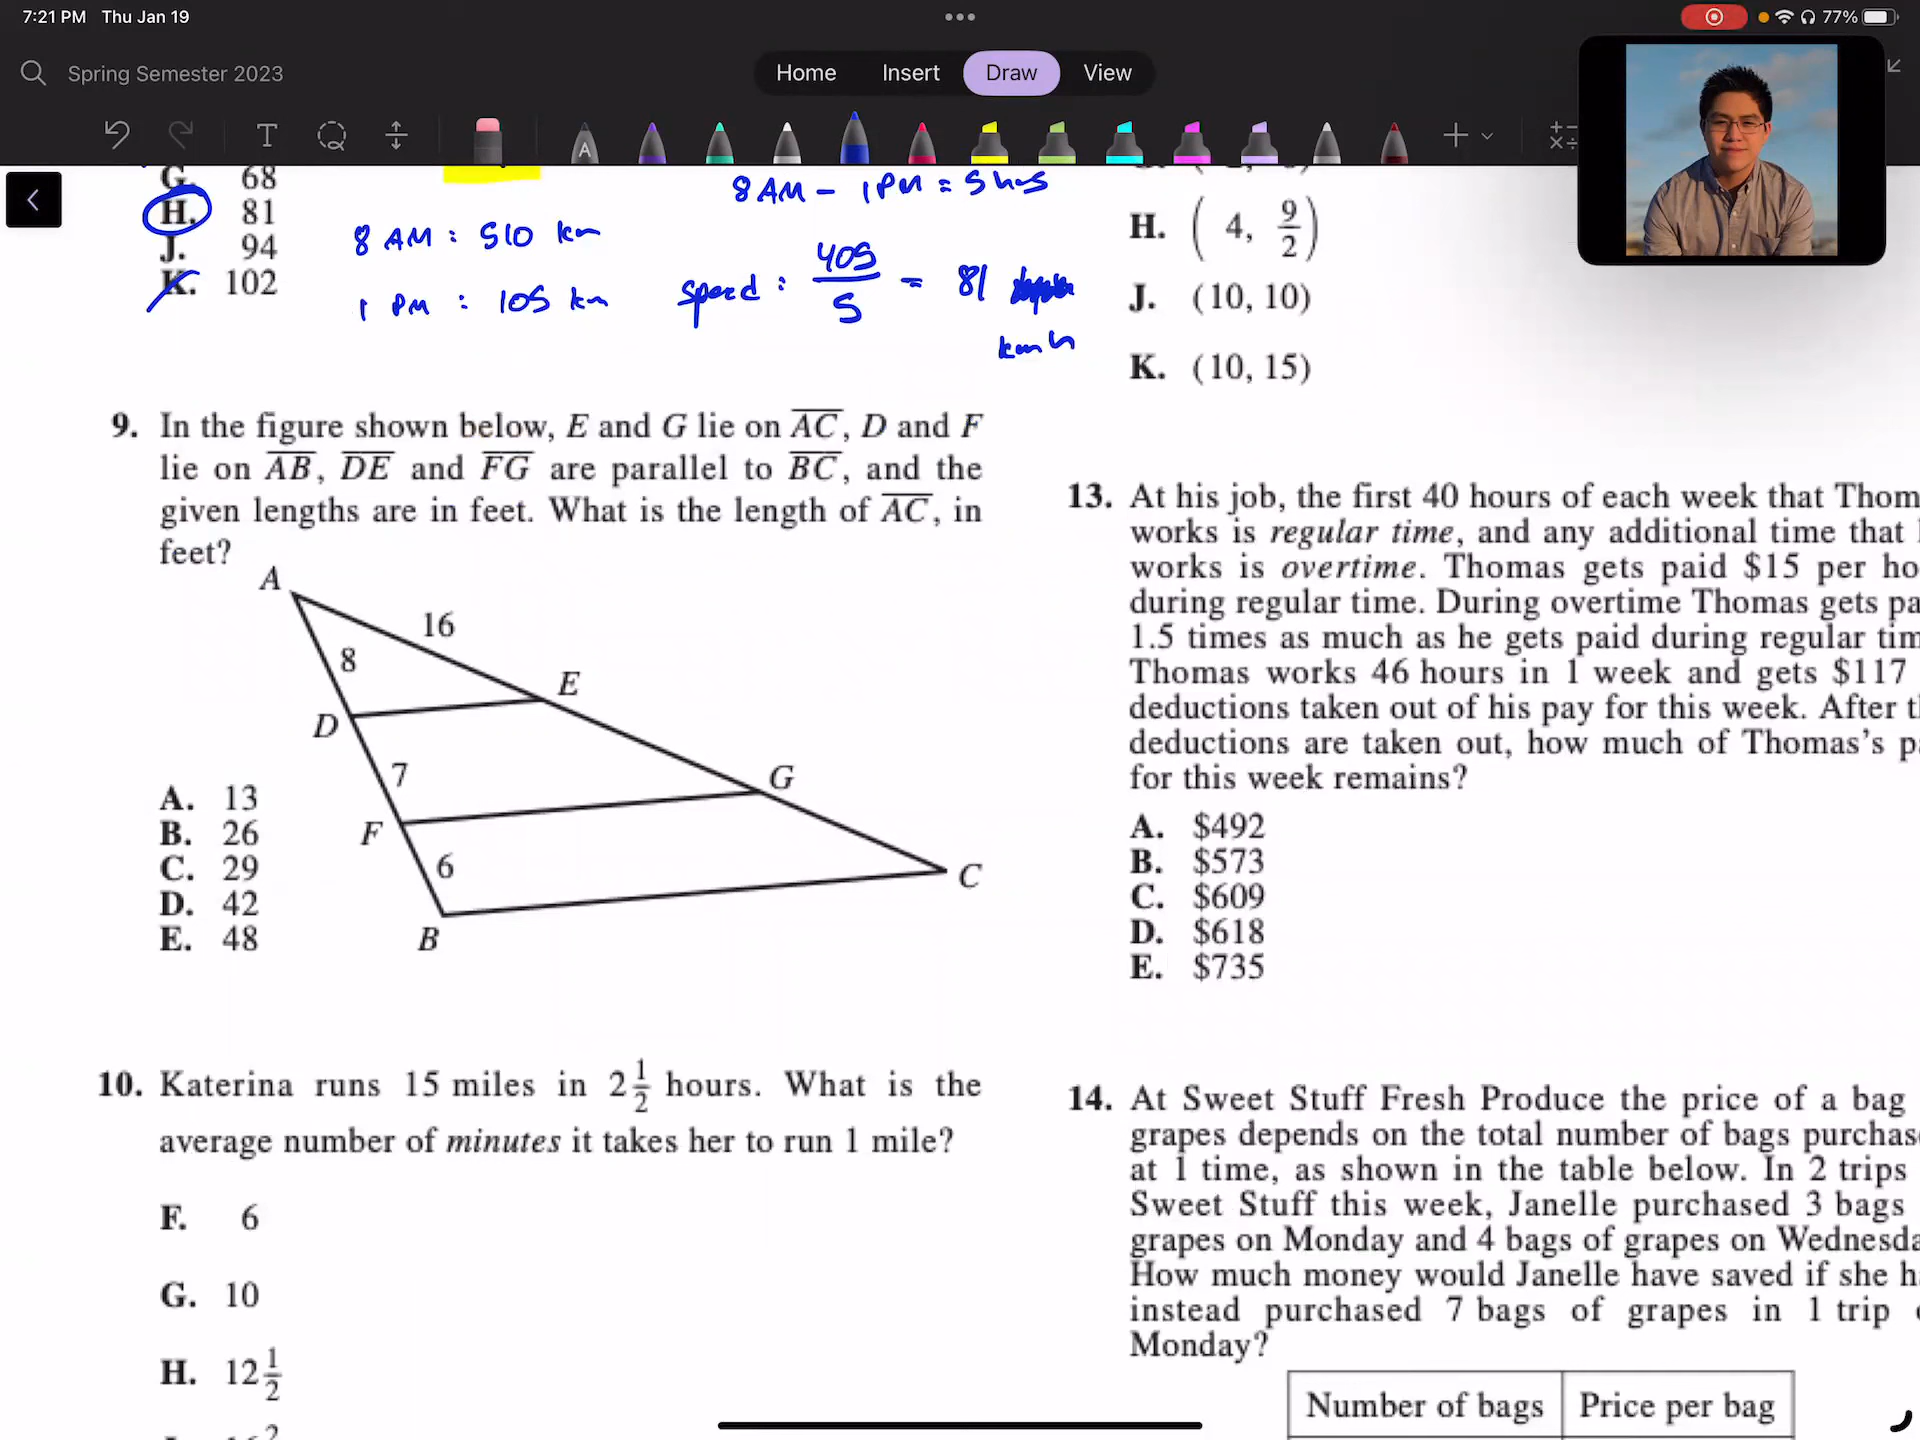 7:21 PM Thu Jan 19
77%
Spring Semester 2023
Home Insert Draw View
T
A
G. 68
H. 81
J. 94
K. 102
8 AM - 1 PM = 5 hrs
8 AM : 510 km
1 PM : 105 km
speed : 405/5 = 81
km h
9. In the figure shown below, E and G lie on AC, D and F
lie on AB, DE and FG are parallel to BC, and the
given lengths are in feet. What is the length of AC, in
feet?
A
16
8
E
D
7
G
F
6
C
B
A. 13
B. 26
C. 29
D. 42
E. 48
10. Katerina runs 15 miles in 2 1/2 hours. What is the
average number of minutes it takes her to run 1 mile?
F. 6
G. 10
H. 12 1/2
H. ( 4, 9/2 )
J. (10, 10)
K. (10, 15)
13. At his job, the first 40 hours of each week that Thom
works is regular time, and any additional time that
works is overtime. Thomas gets paid $15 per ho
during regular time. During overtime Thomas gets pa
1.5 times as much as he gets paid during regular tim
Thomas works 46 hours in 1 week and gets $117
deductions taken out of his pay for this week. After t
deductions are taken out, how much of Thomas's p
for this week remains?
A. $492
B. $573
C. $609
D. $618
E. $735
14. At Sweet Stuff Fresh Produce the price of a bag
grapes depends on the total number of bags purchas
at 1 time, as shown in the table below. In 2 trips
Sweet Stuff this week, Janelle purchased 3 bags
grapes on Monday and 4 bags of grapes on Wednesda
How much money would Janelle have saved if she h
instead purchased 7 bags of grapes in 1 trip
Monday?
Number of bags Price per bag